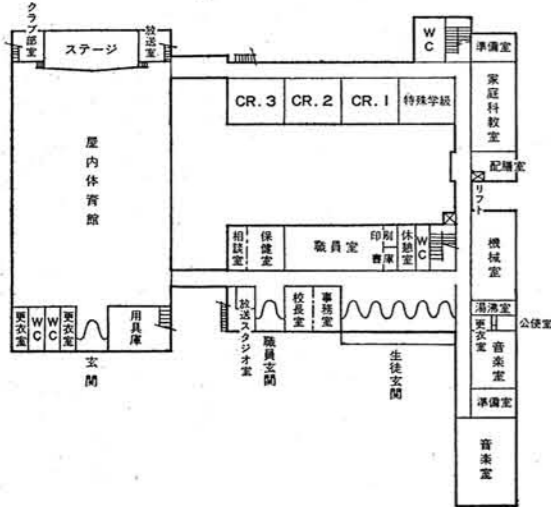 クラブ部室
ステージ
放送室
WC
準備室
家庭科教室
CR.3
CR.2
CR.1
特殊学級
屋内体育館
配膳室
リフト
相談室
保健室
職員室
印刷
書庫
休憩室
WC
機械室
更衣室
WC
WC
更衣室
用具庫
放送スタジオ室
校長室
事務室
湯沸室
公使室
更衣室
音楽室
玄関
職員玄関
生徒玄関
準備室
音楽室